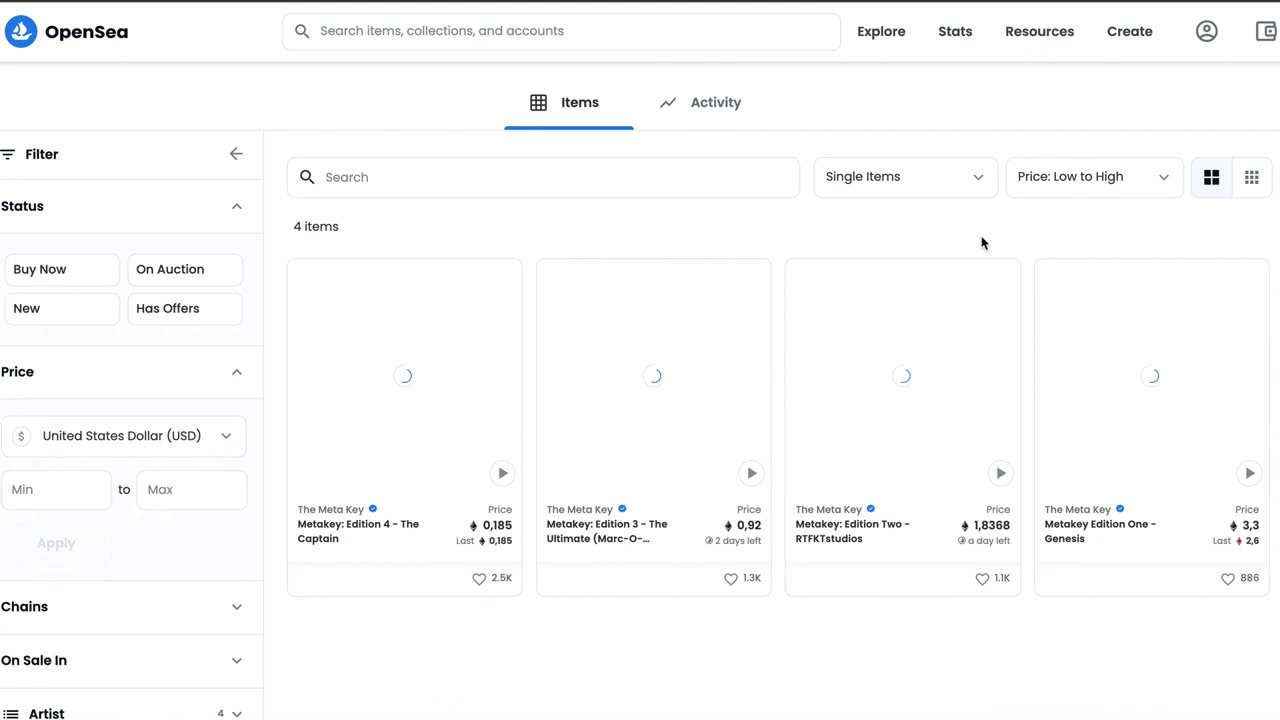 OpenSea
Search items, collections, and accounts
Explore
Stats
Resources
Create
Items
Activity
Filter
Search
Single Items
Price: Low to High
Status
4 items
Buy Now
On Auction
New
Has Offers
Price
$ United States Dollar (USD)
Min
to
Max
Apply
Chains
On Sale In
Artist
4
The Meta Key
Price
Metakey: Edition 4 - The
0,185
Captain
Last 0,185
2.5K
The Meta Key
Price
Metakey: Edition 3 - The
0,92
Ultimate (Marc-O-...
2 days left
1.3K
The Meta Key
Price
Metakey: Edition Two -
1,8368
RTFKTstudios
a day left
1.1K
The Meta Key
Price
Metakey Edition One -
3,3
Genesis
Last 2,6
886